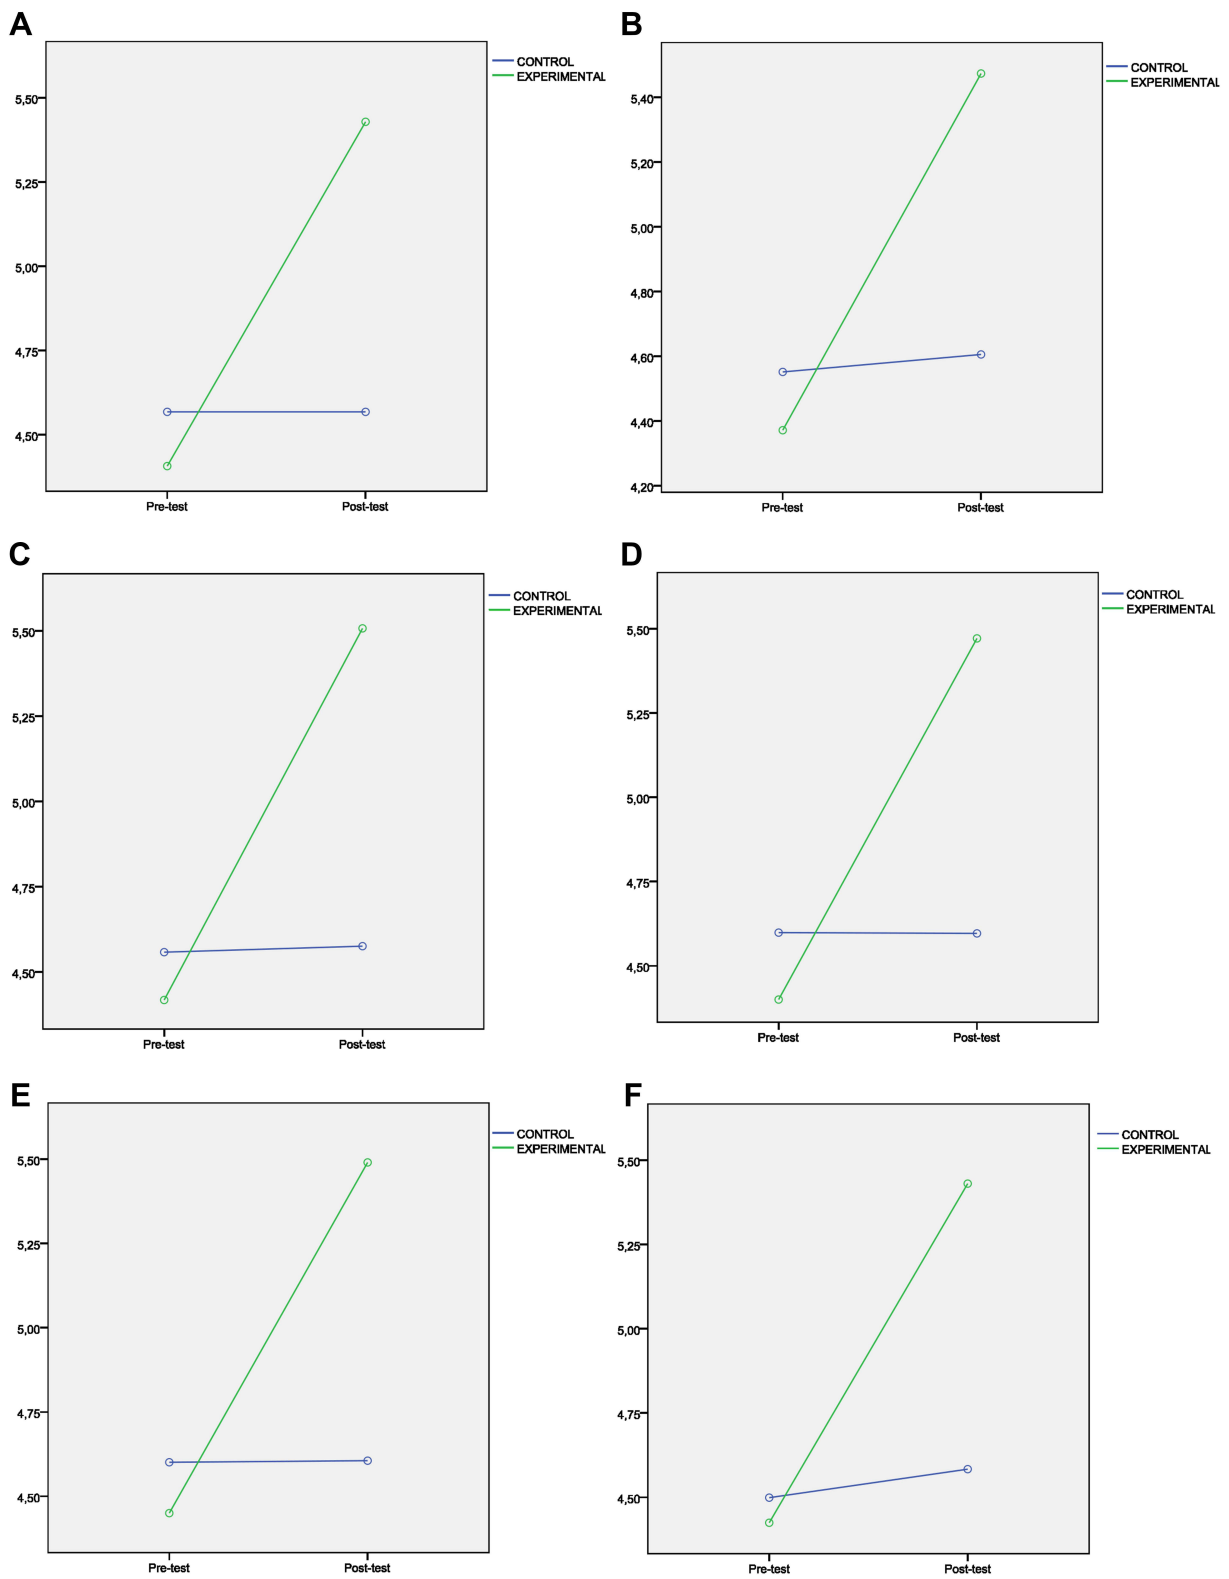 A
CONTROL
EXPERIMENTAL
5,50
5,25
5,00
4,75
4,50
Pre-test Post-test
B
CONTROL
EXPERIMENTAL
5,40
5,20
5,00
4,80
4,60
4,40
4,20
Pre-test Post-test
C
CONTROL
EXPERIMENTAL
5,50
5,25
5,00
4,75
4,50
Pre-test Post-test
D
CONTROL
EXPERIMENTAL
5,50
5,25
5,00
4,75
4,50
Pre-test Post-test
E
CONTROL
EXPERIMENTAL
5,50
5,25
5,00
4,75
4,50
Pre-test Post-test
F
CONTROL
EXPERIMENTAL
5,50
5,25
5,00
4,75
4,50
Pre-test Post-test